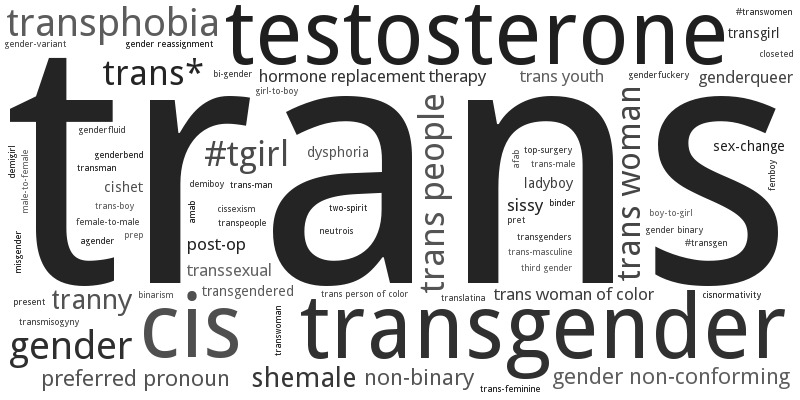 transphobia
testosterone
#transwomen
transgirl
gender-variant
gender reassignment
closeted
trans*
bi-gender
hormone replacement therapy
trans youth
genderfuckery
genderqueer
girl-to-boy
trans
genderfluid
#tgirl
dysphoria
trans people
afab
top-surgery
trans woman
sex-change
demigirl
male-to-female
genderbend
transman
trans-male
femboy
cishet
demiboy
trans-man
ladyboy
trans-boy
amab
cissexism
two-spirit
sissy
binder
boy-to-girl
female-to-male
transpeople
pret
gender binary
agender
prep
neutrois
transgenders
#transgen
misgender
post-op
trans-masculine
transsexual
third gender
present
tranny
binarism
transgendered
trans person of color
translatina
trans woman of color
cisnormativity
transmisogyny
cis
transwoman
transgender
gender
preferred pronoun
shemale
non-binary
trans-feminine
gender non-conforming